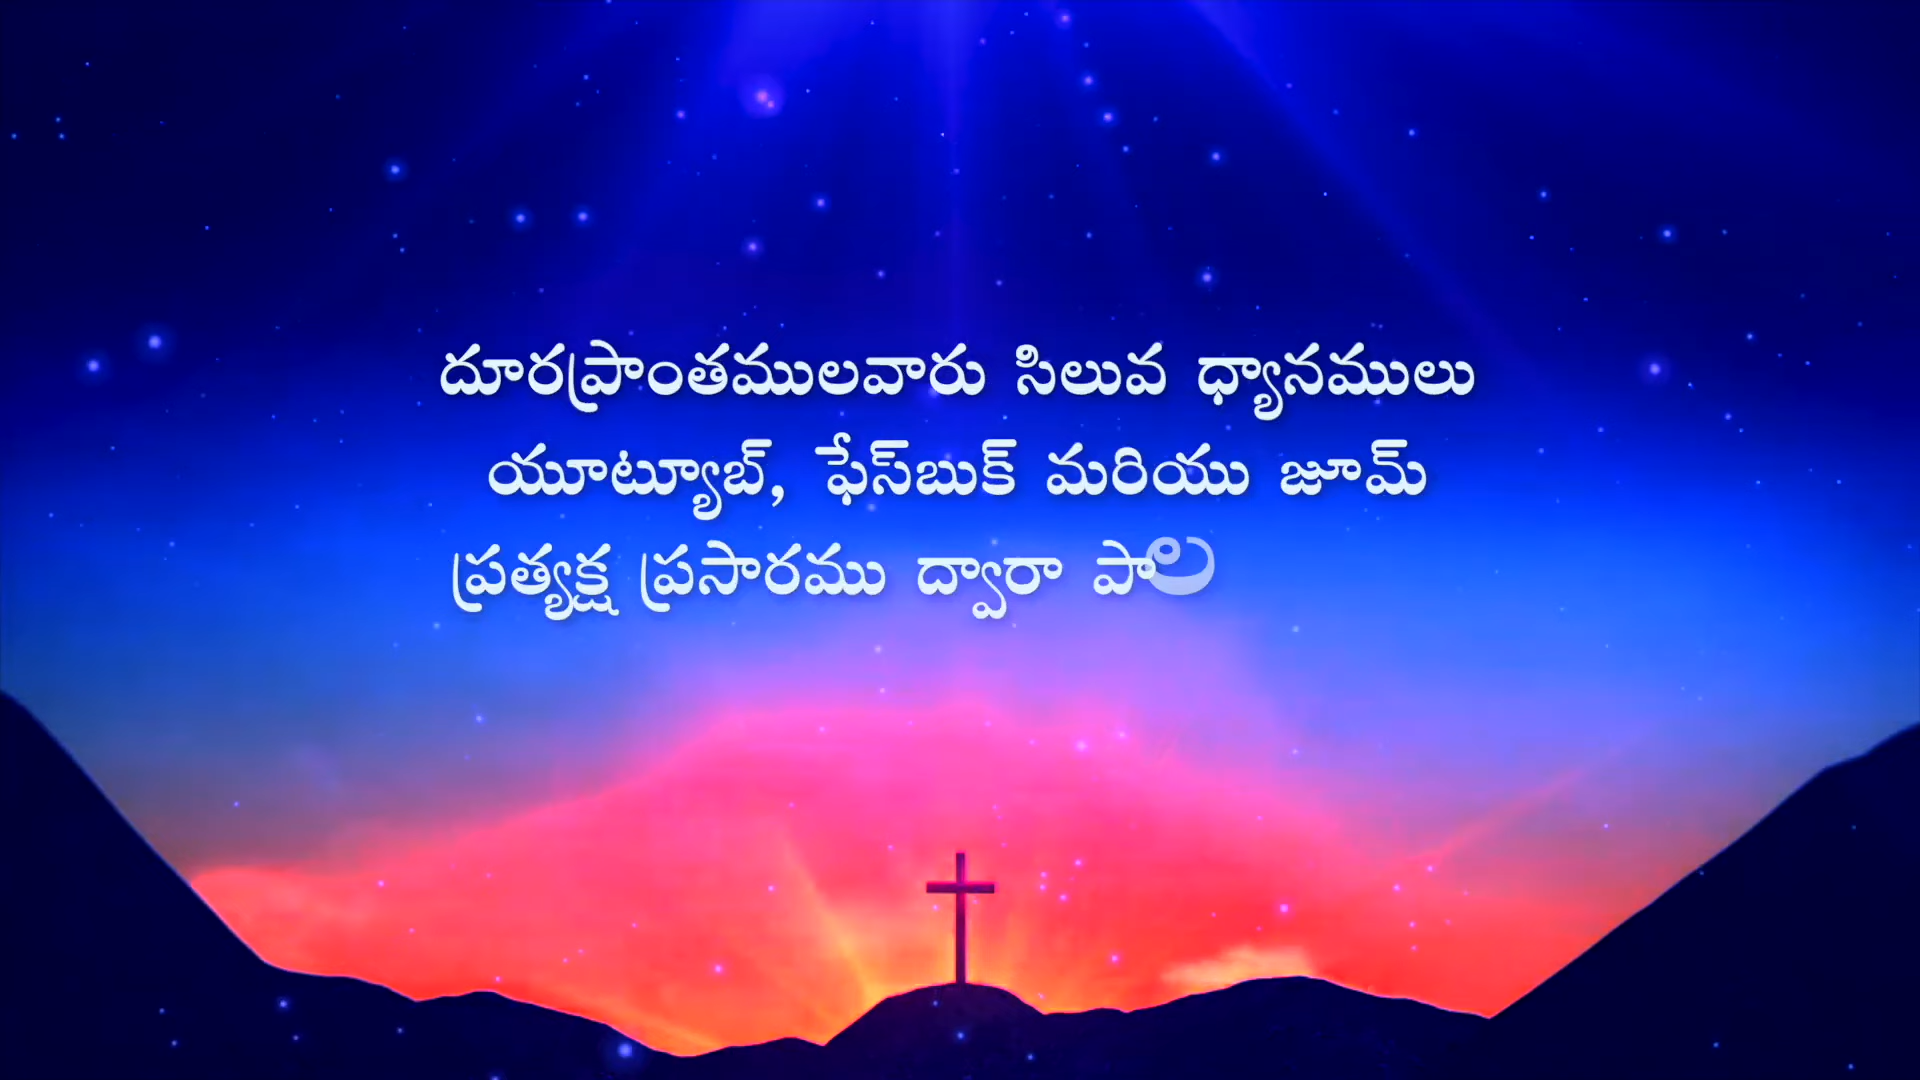 దూరప్రాంతములవారు సిలువ ధ్యానములు
యూట్యూబ్, ఫేస్‌బుక్ మరియు జూమ్
ప్రత్యక్ష ప్రసారము ద్వారా పాల